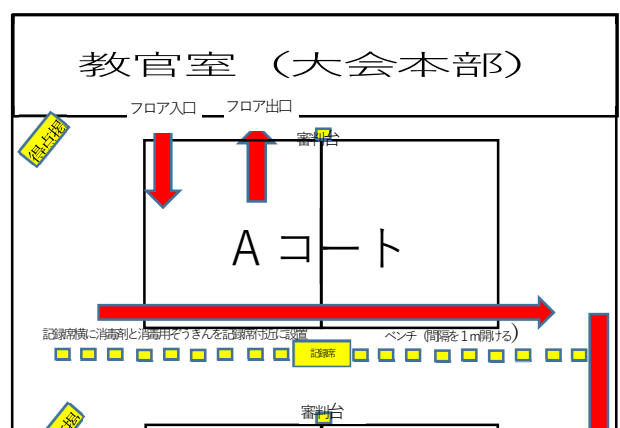 教官室（大会本部）
フロア入口
フロア出口
審判台
Aコート
記録席横に消毒剤と消毒用ぞうきんを記録席付近に設置
ベンチ（間隔を1m開ける）
記録席
審判台